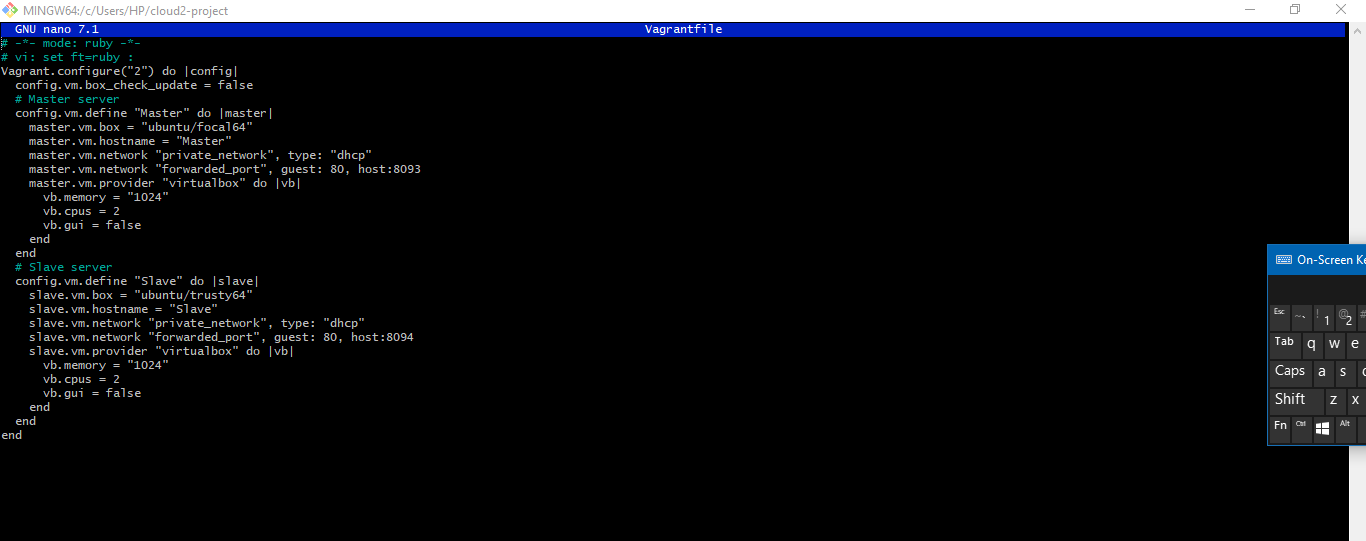 MINGW64:/c/Users/HP/cloud2-project
GNU nano 7.1 Vagrantfile
# -*- mode: ruby -*-
# vi: set ft=ruby :
Vagrant.configure("2") do |config|
  config.vm.box_check_update = false
  # Master server
  config.vm.define "Master" do |master|
    master.vm.box = "ubuntu/focal64"
    master.vm.hostname = "Master"
    master.vm.network "private_network", type: "dhcp"
    master.vm.network "forwarded_port", guest: 80, host:8093
    master.vm.provider "virtualbox" do |vb|
      vb.memory = "1024"
      vb.cpus = 2
      vb.gui = false
    end
  end
  # Slave server
  config.vm.define "Slave" do |slave|
    slave.vm.box = "ubuntu/trusty64"
    slave.vm.hostname = "Slave"
    slave.vm.network "private_network", type: "dhcp"
    slave.vm.network "forwarded_port", guest: 80, host:8094
    slave.vm.provider "virtualbox" do |vb|
      vb.memory = "1024"
      vb.cpus = 2
      vb.gui = false
    end
  end
end
On-Screen Ke
Esc ~ ` ! 1 @ 2 #
Tab q w e
Caps a s
Shift z x
Fn Ctrl Alt